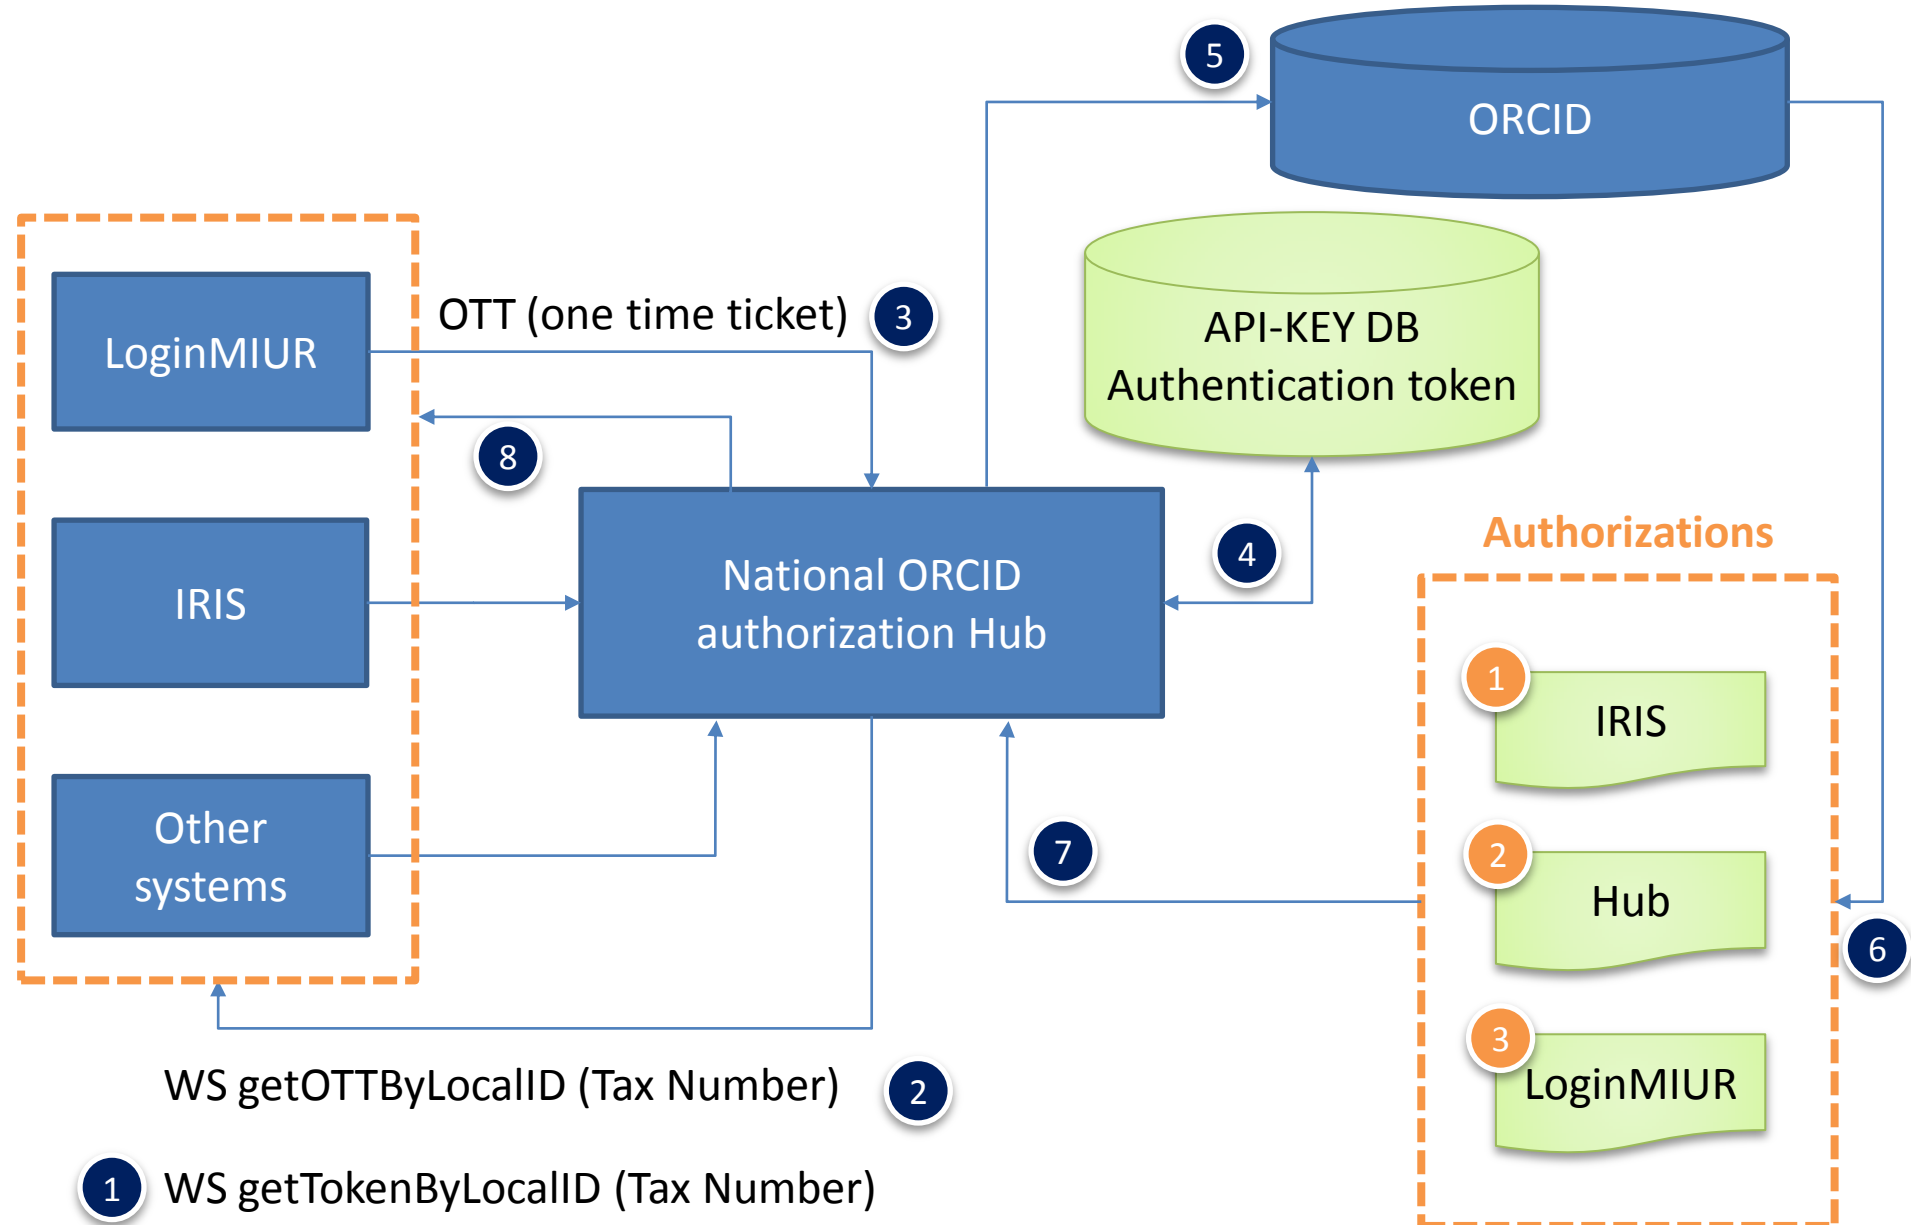 5
ORCID
LoginMIUR
OTT (one time ticket)
3
API-KEY DB
Authentication token
8
IRIS
National ORCID
authorization Hub
4
Authorizations
1
IRIS
Other
systems
7
2
Hub
6
3
LoginMIUR
WS getOTTByLocalID (Tax Number)
2
1
WS getTokenByLocalID (Tax Number)